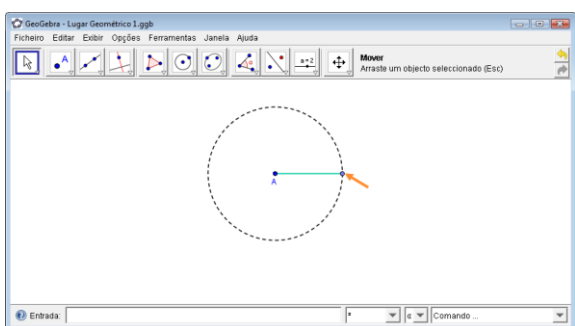 GeoGebra - Lugar Geométrico 1.ggb
Ficheiro Editar Exibir Opções Ferramentas Janela Ajuda
A
α
a=2
Mover
Arraste um objecto seleccionado (Esc)
A
Entrada:
Comando ...